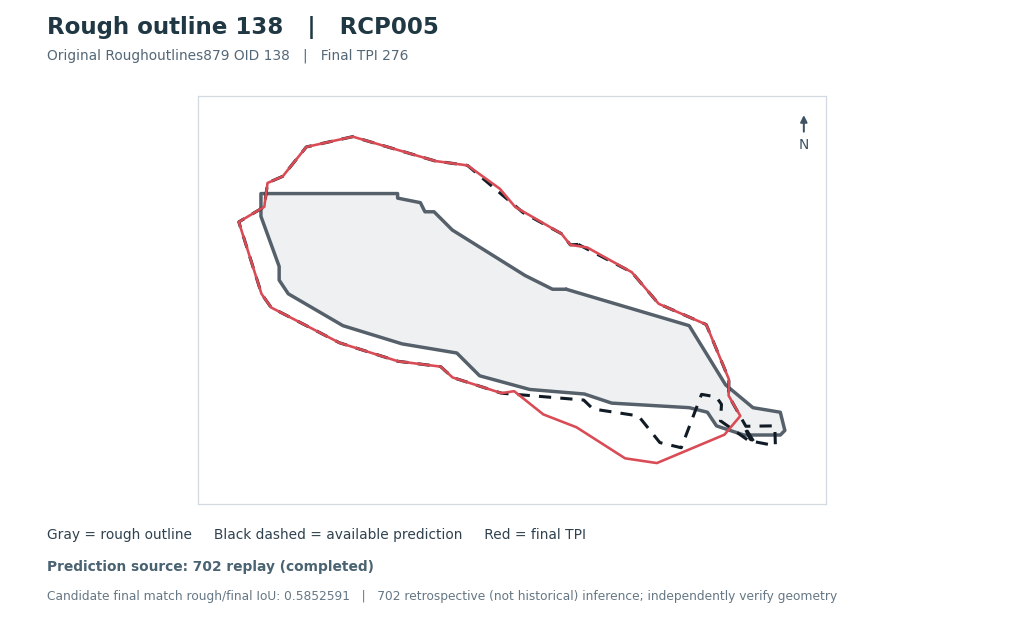 Rough outline 138   |   RCP005
Original Roughoutlines879 OID 138   |   Final TPI 276
N
Gray = rough outline     Black dashed = available prediction     Red = final TPI
Prediction source: 702 replay (completed)
Candidate final match rough/final IoU: 0.5852591   |   702 retrospective (not historical) inference; independently verify geometry